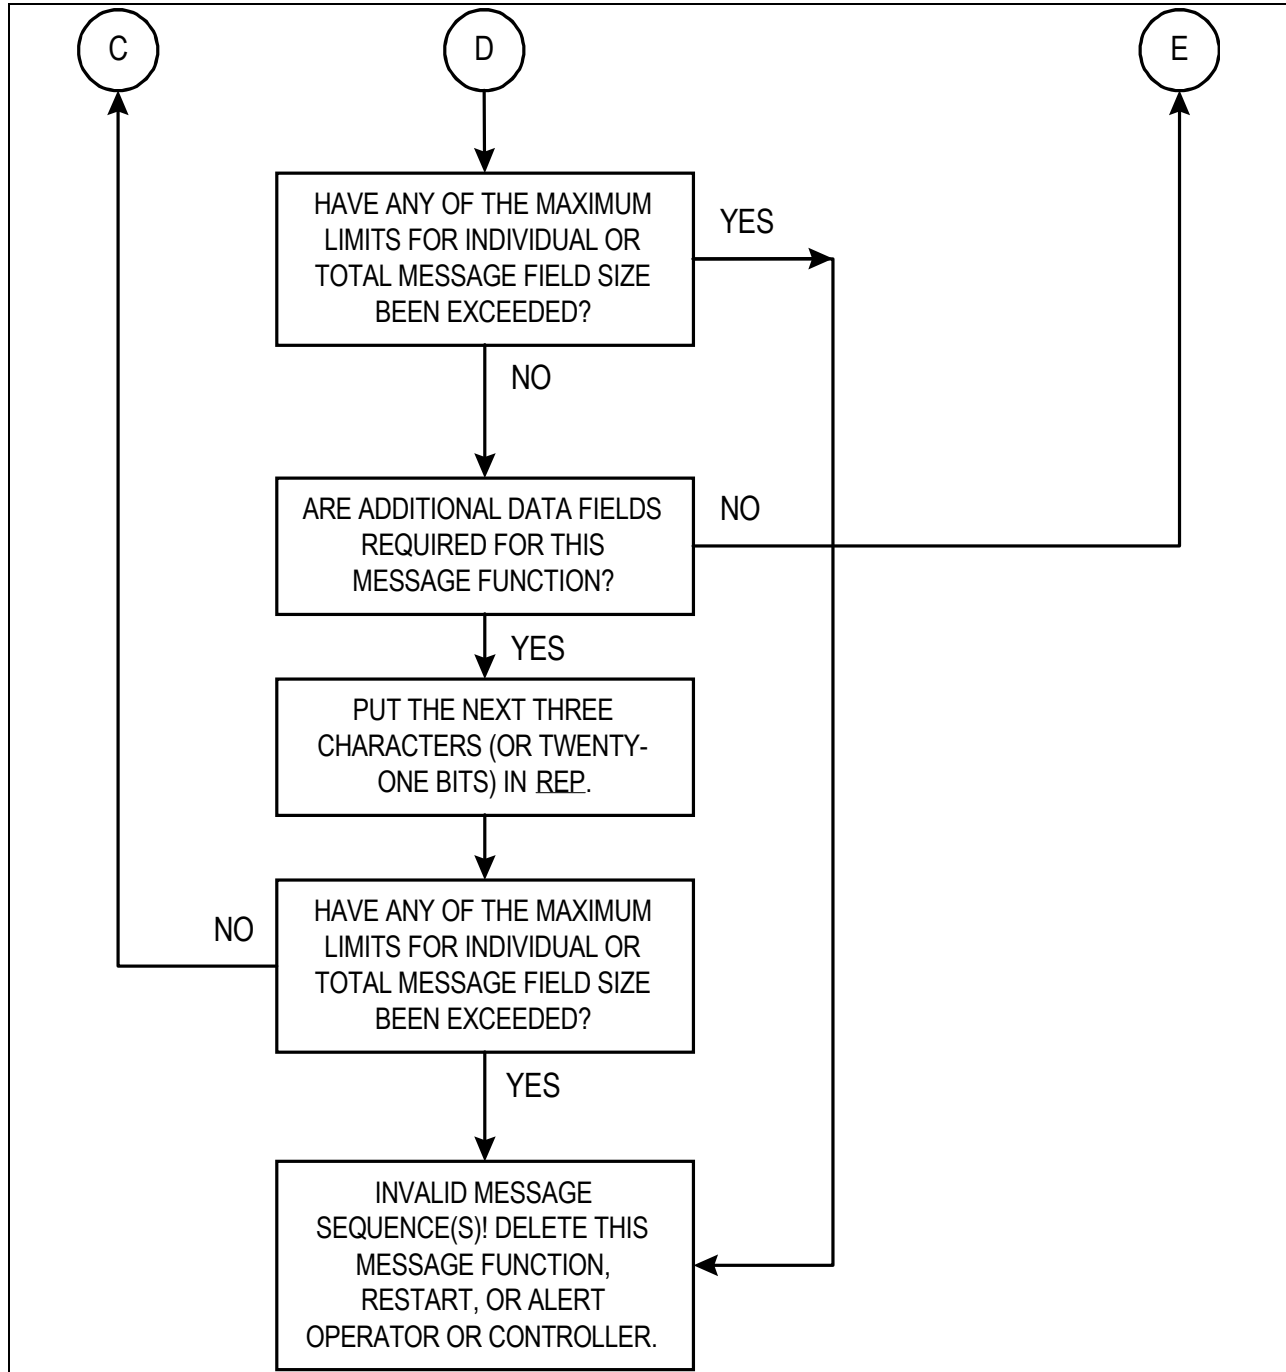 C
D
E
HAVE ANY OF THE MAXIMUM
LIMITS FOR INDIVIDUAL OR
TOTAL MESSAGE FIELD SIZE
BEEN EXCEEDED?
YES
NO
ARE ADDITIONAL DATA FIELDS
REQUIRED FOR THIS
MESSAGE FUNCTION?
NO
YES
PUT THE NEXT THREE
CHARACTERS (OR TWENTY-
ONE BITS) IN REP.
HAVE ANY OF THE MAXIMUM
LIMITS FOR INDIVIDUAL OR
TOTAL MESSAGE FIELD SIZE
BEEN EXCEEDED?
NO
YES
INVALID MESSAGE
SEQUENCE(S)! DELETE THIS
MESSAGE FUNCTION,
RESTART, OR ALERT
OPERATOR OR CONTROLLER.